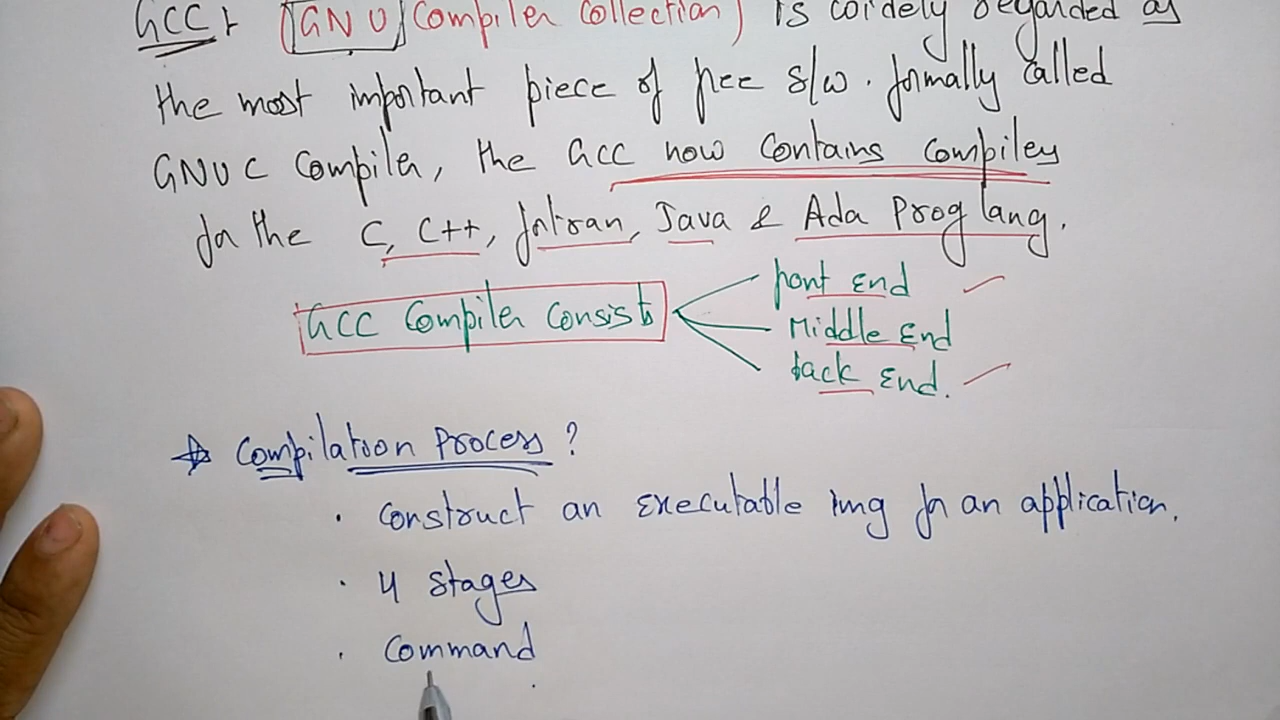 GCC : (GNU Compiler Collection) is widely regarded as
the most important piece of free s/w. formally called
GNU C Compiler, the GCC now contains compiler
for the C, C++, fortran, Java & Ada Prog lang.
GCC Compiler Consists
front End
Middle End
back End.
Compilation Process ?
. Construct an Executable img for an application.
. 4 stages
. Command